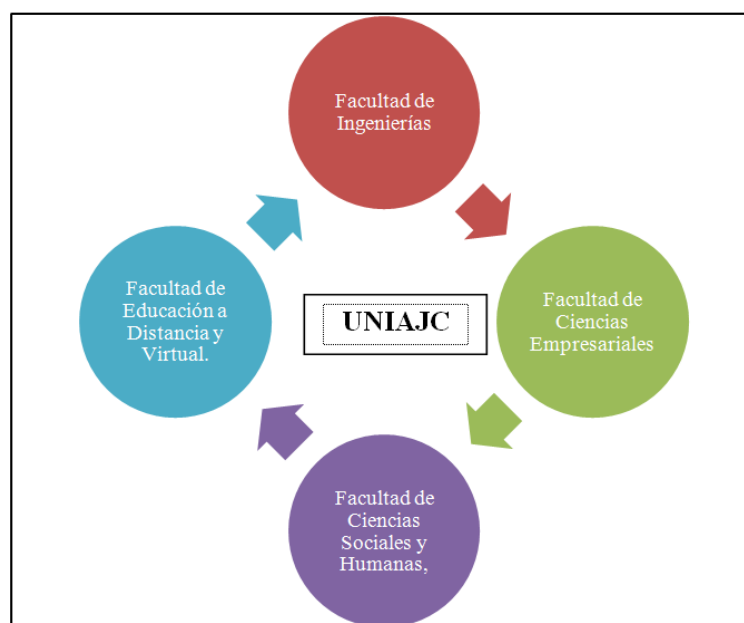 Facultad de
Ingenierías
Facultad de
Educación a
Distancia y
Virtual.
UNIAJC
Facultad de
Ciencias
Empresariales
Facultad de
Ciencias
Sociales y
Humanas,